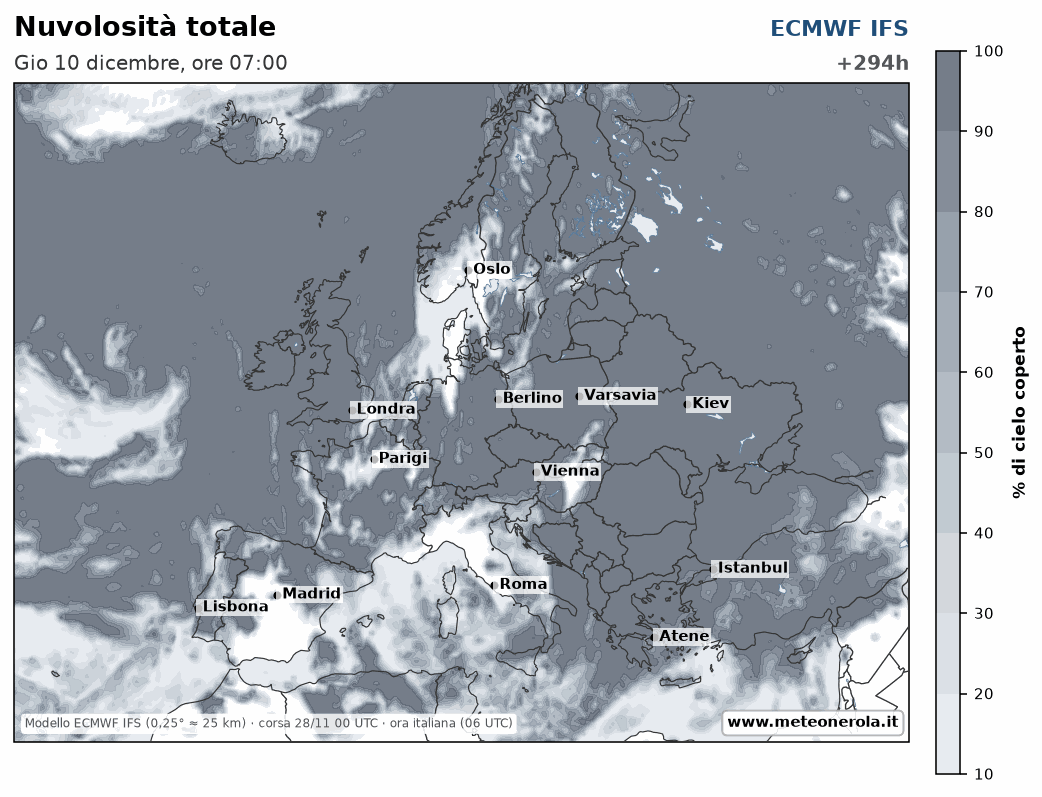 Nuvolosità totale
ECMWF IFS
Gio 10 dicembre, ore 07:00
+294h
100
90
80
70
60
50
40
30
20
10
% di cielo coperto
Oslo
Londra
Berlino
Varsavia
Kiev
Parigi
Vienna
Istanbul
Roma
Madrid
Lisbona
Atene
Modello ECMWF IFS (0,25° ≈ 25 km) · corsa 28/11 00 UTC · ora italiana (06 UTC)
www.meteonerola.it